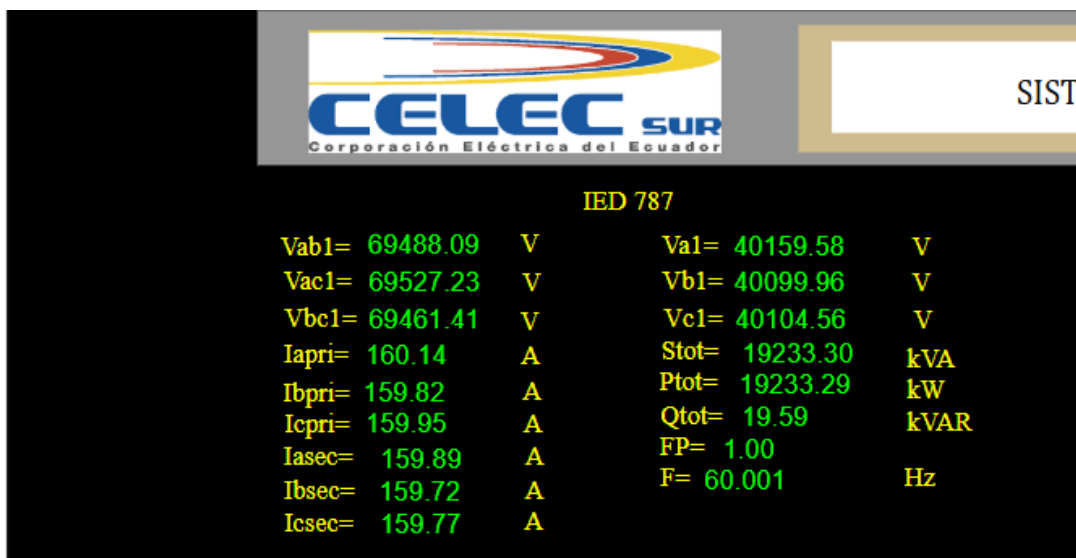 CELEC SUR
Corporación Eléctrica del Ecuador
SIST
IED 787
Vab1= 69488.09 V Va1= 40159.58 V
Vac1= 69527.23 V Vb1= 40099.96 V
Vbc1= 69461.41 V Vc1= 40104.56 V
Iapri= 160.14 A Stot= 19233.30 kVA
Ibpri= 159.82 A Ptot= 19233.29 kW
Icpri= 159.95 A Qtot= 19.59 kVAR
Iasec= 159.89 A FP= 1.00
Ibsec= 159.72 A F= 60.001 Hz
Icsec= 159.77 A